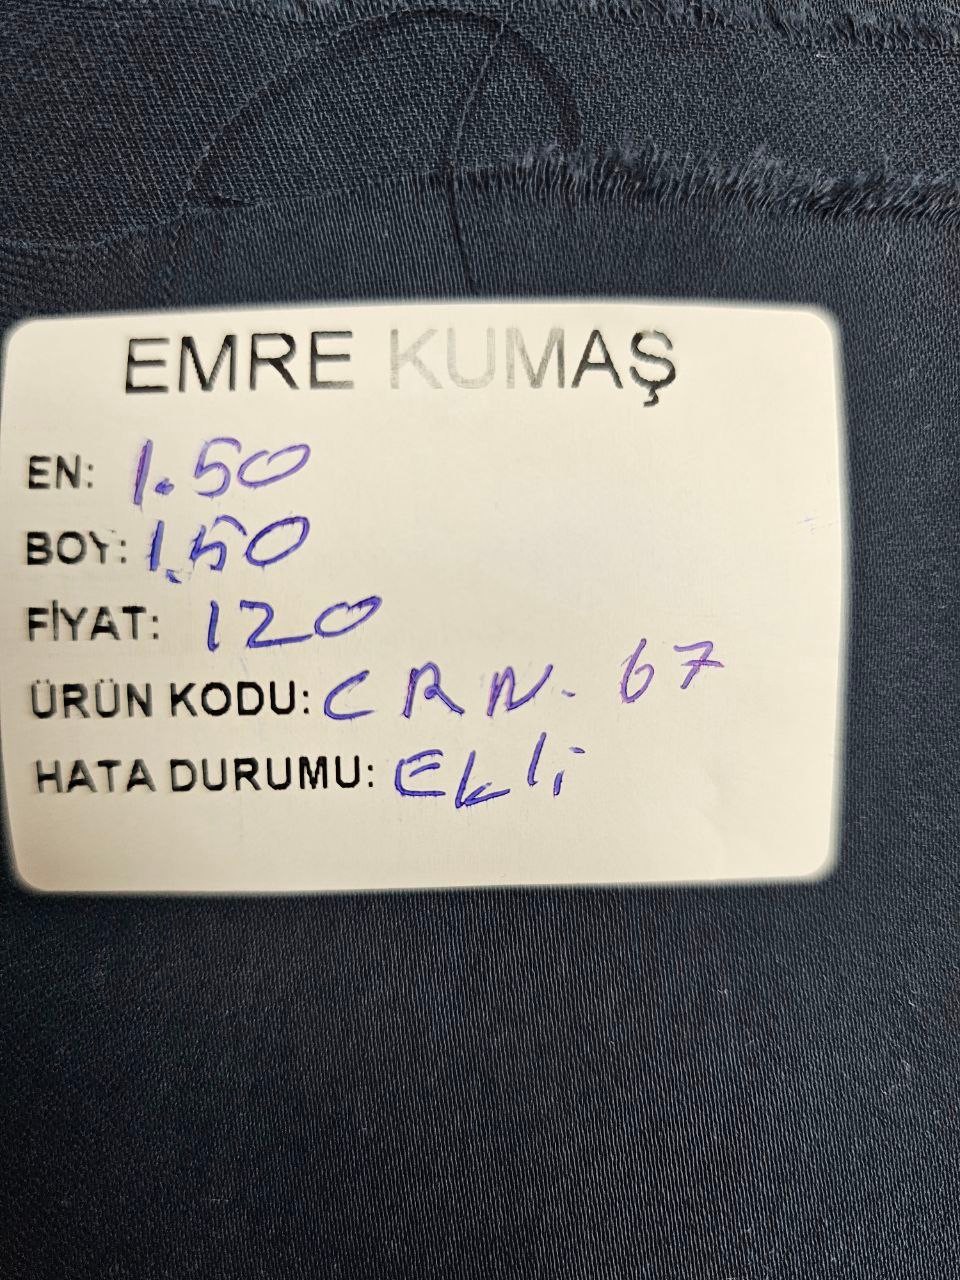 EMRE KUMAŞ
EN: 1.50
BOY: 1.50
FİYAT: 120
ÜRÜN KODU: CRN. 67
HATA DURUMU: Ekli